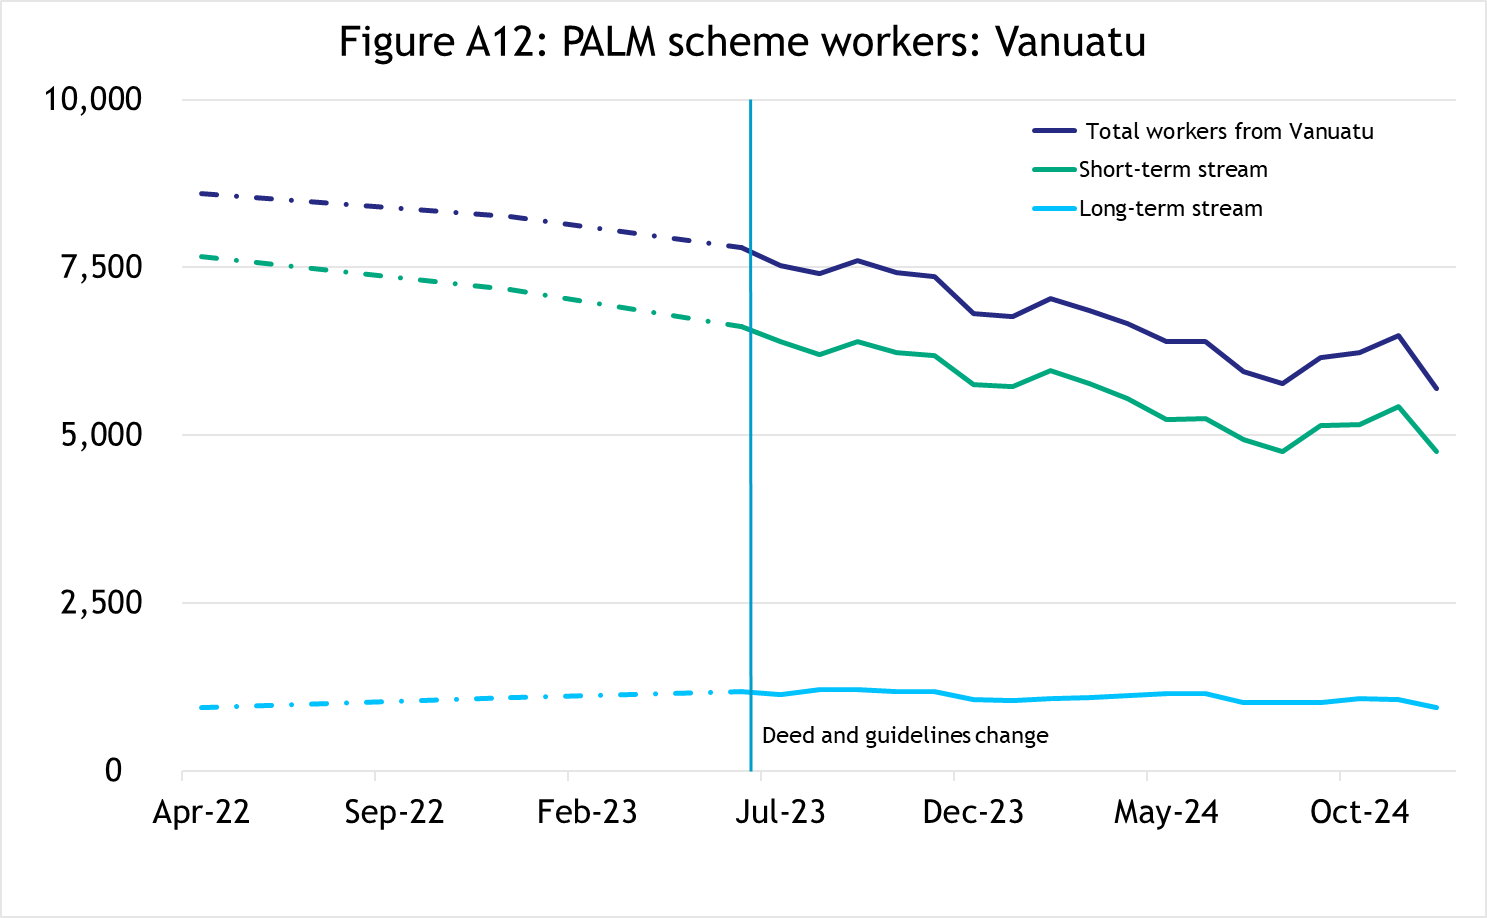 Figure A12: PALM scheme workers: Vanuatu
10,000
7,500
5,000
2,500
0
Total workers from Vanuatu
Short-term stream
Long-term stream
Deed and guidelines change
Apr-22 Sep-22 Feb-23 Jul-23 Dec-23 May-24 Oct-24